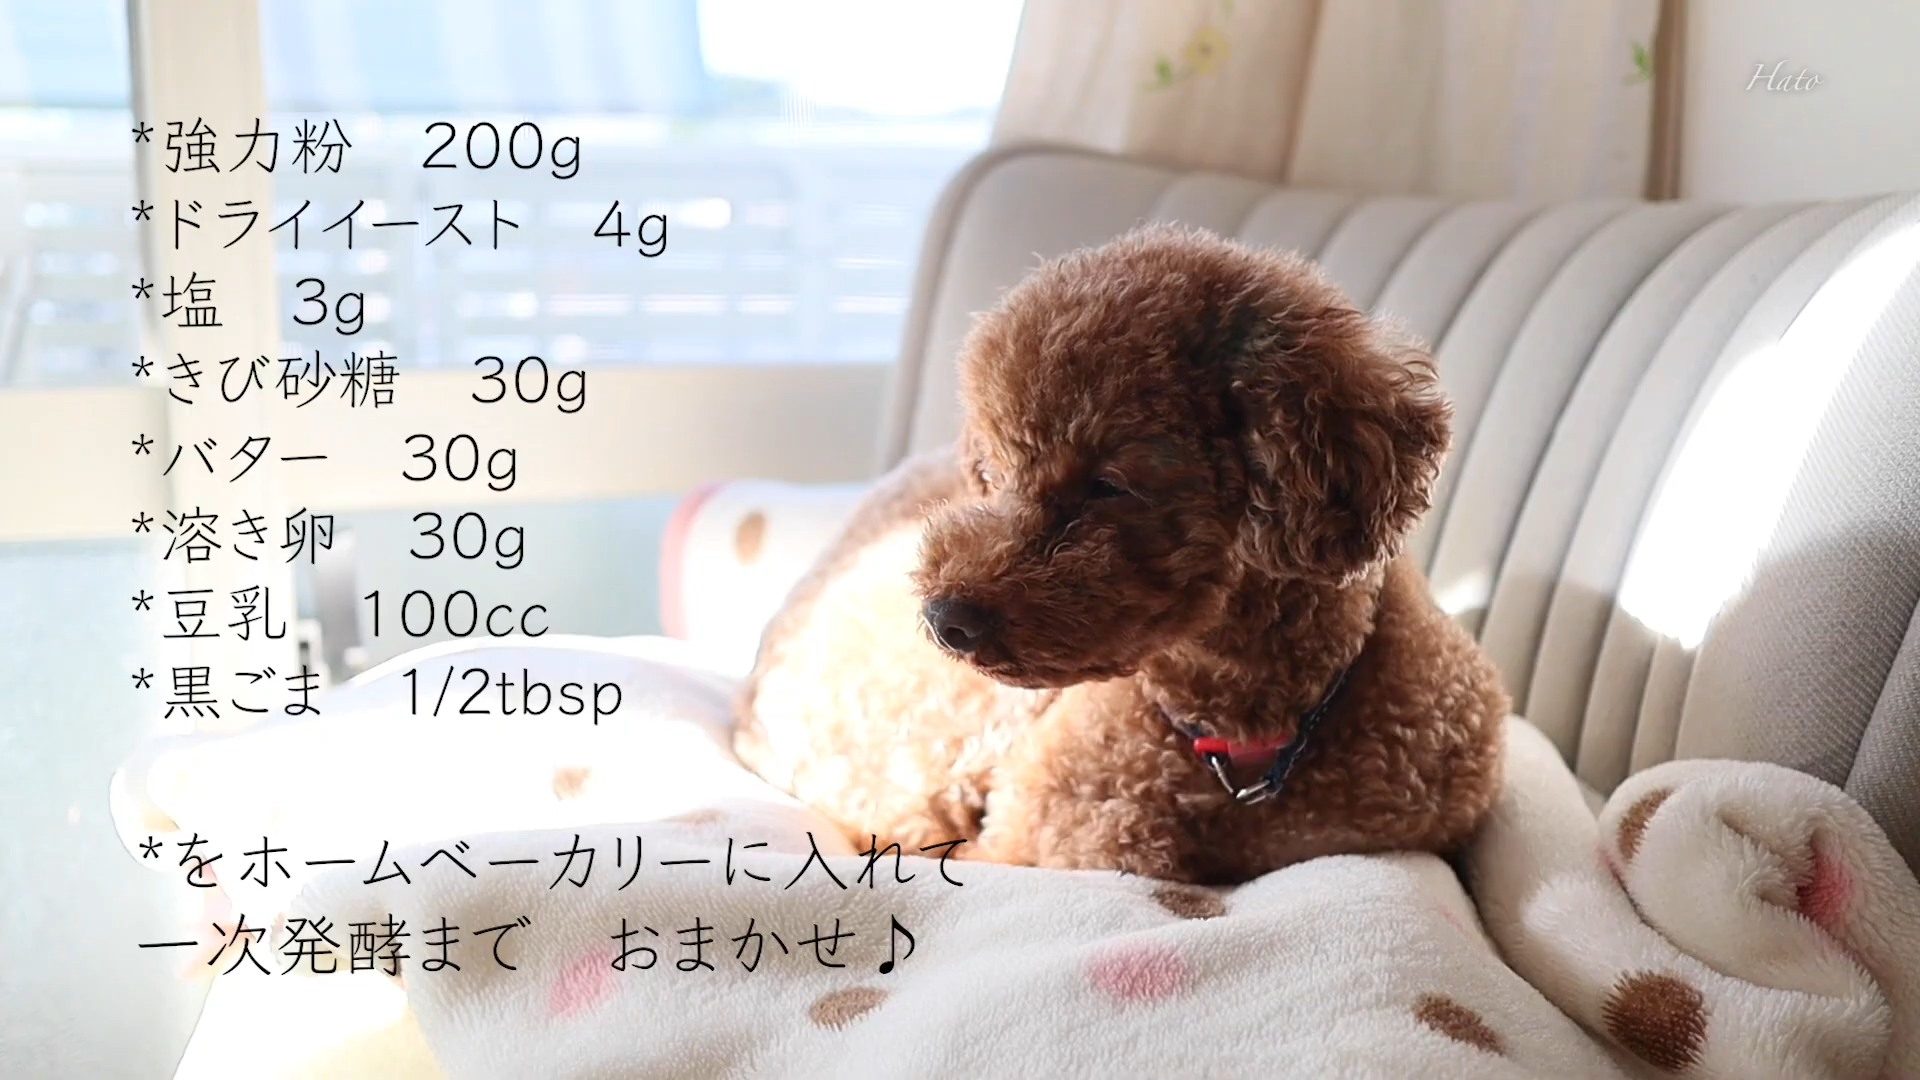 Hato
*強力粉　200g
*ドライイースト　4g
*塩　3g
*きび砂糖　30g
*バター　30g
*溶き卵　30g
*豆乳　100cc
*黒ごま　1/2tbsp
*をホームベーカリーに入れて
一次発酵まで　おまかせ♪